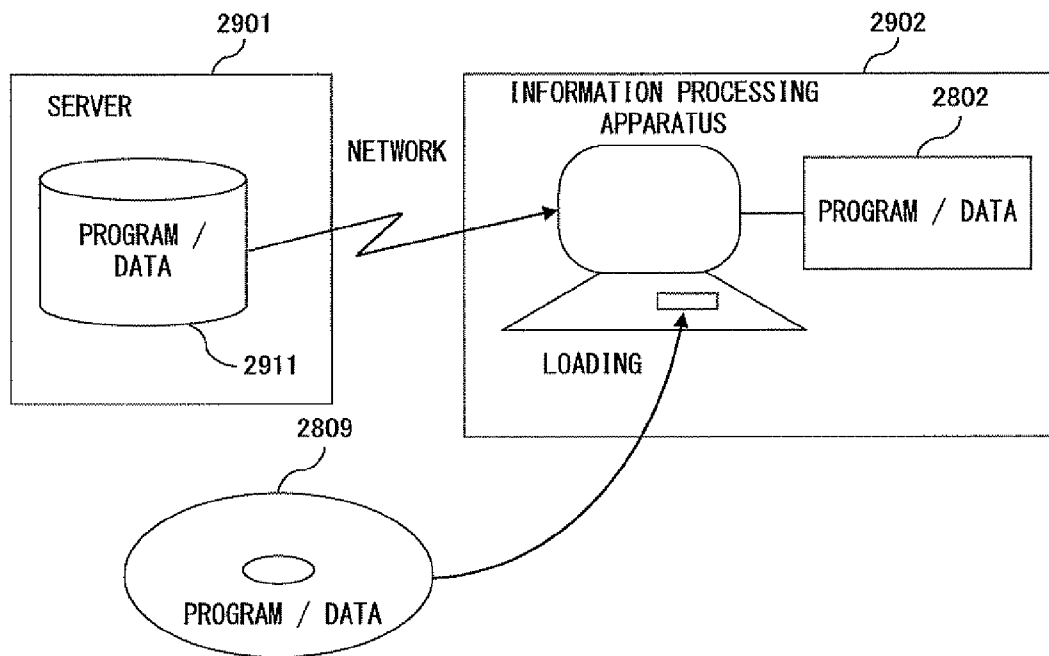 2901
2902
SERVER
INFORMATION PROCESSING
APPARATUS
2802
NETWORK
PROGRAM /
DATA
PROGRAM / DATA
2911
LOADING
2809
PROGRAM / DATA